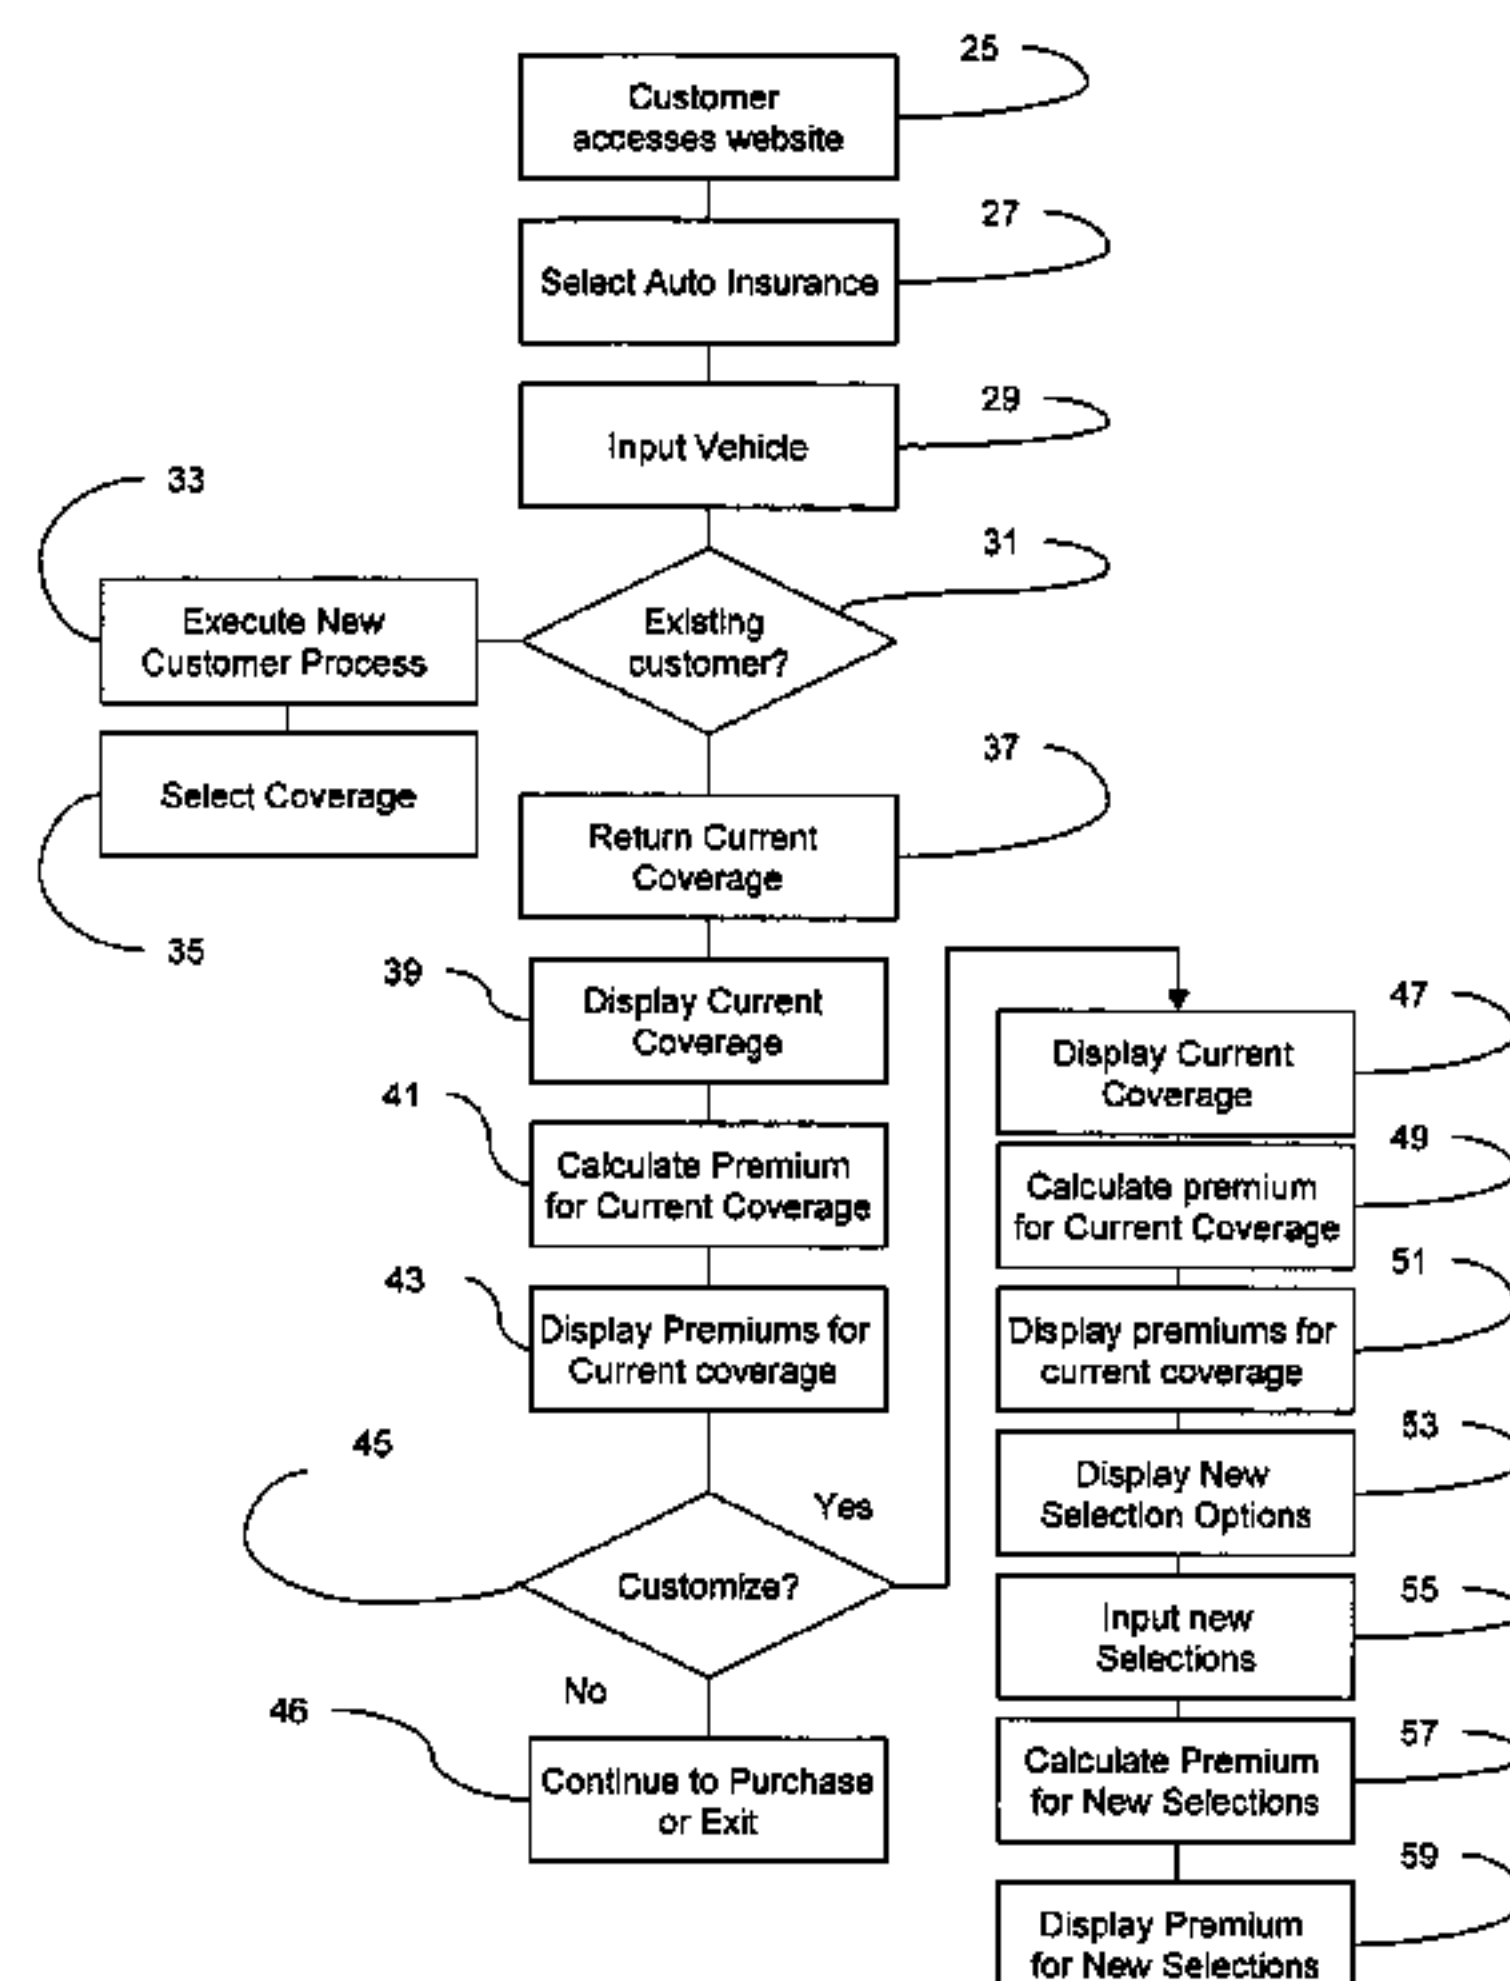 25
Customer
accesses website
27
Select Auto Insurance
29
Input Vehicle
33
31
Execute New
Customer Process
Existing
customer?
37
Select Coverage
Return Current
Coverage
35
39
Display Current
Coverage
47
Display Current
Coverage
41
Calculate Premium
for Current Coverage
49
Calculate premium
for Current Coverage
43
Display Premiums for
Current coverage
51
Display premiums for
current coverage
45
53
Display New
Selection Options
Yes
Customize?
55
Input new
Selections
No
46
Continue to Purchase
or Exit
57
Calculate Premium
for New Selections
59
Display Premium
for New Selections